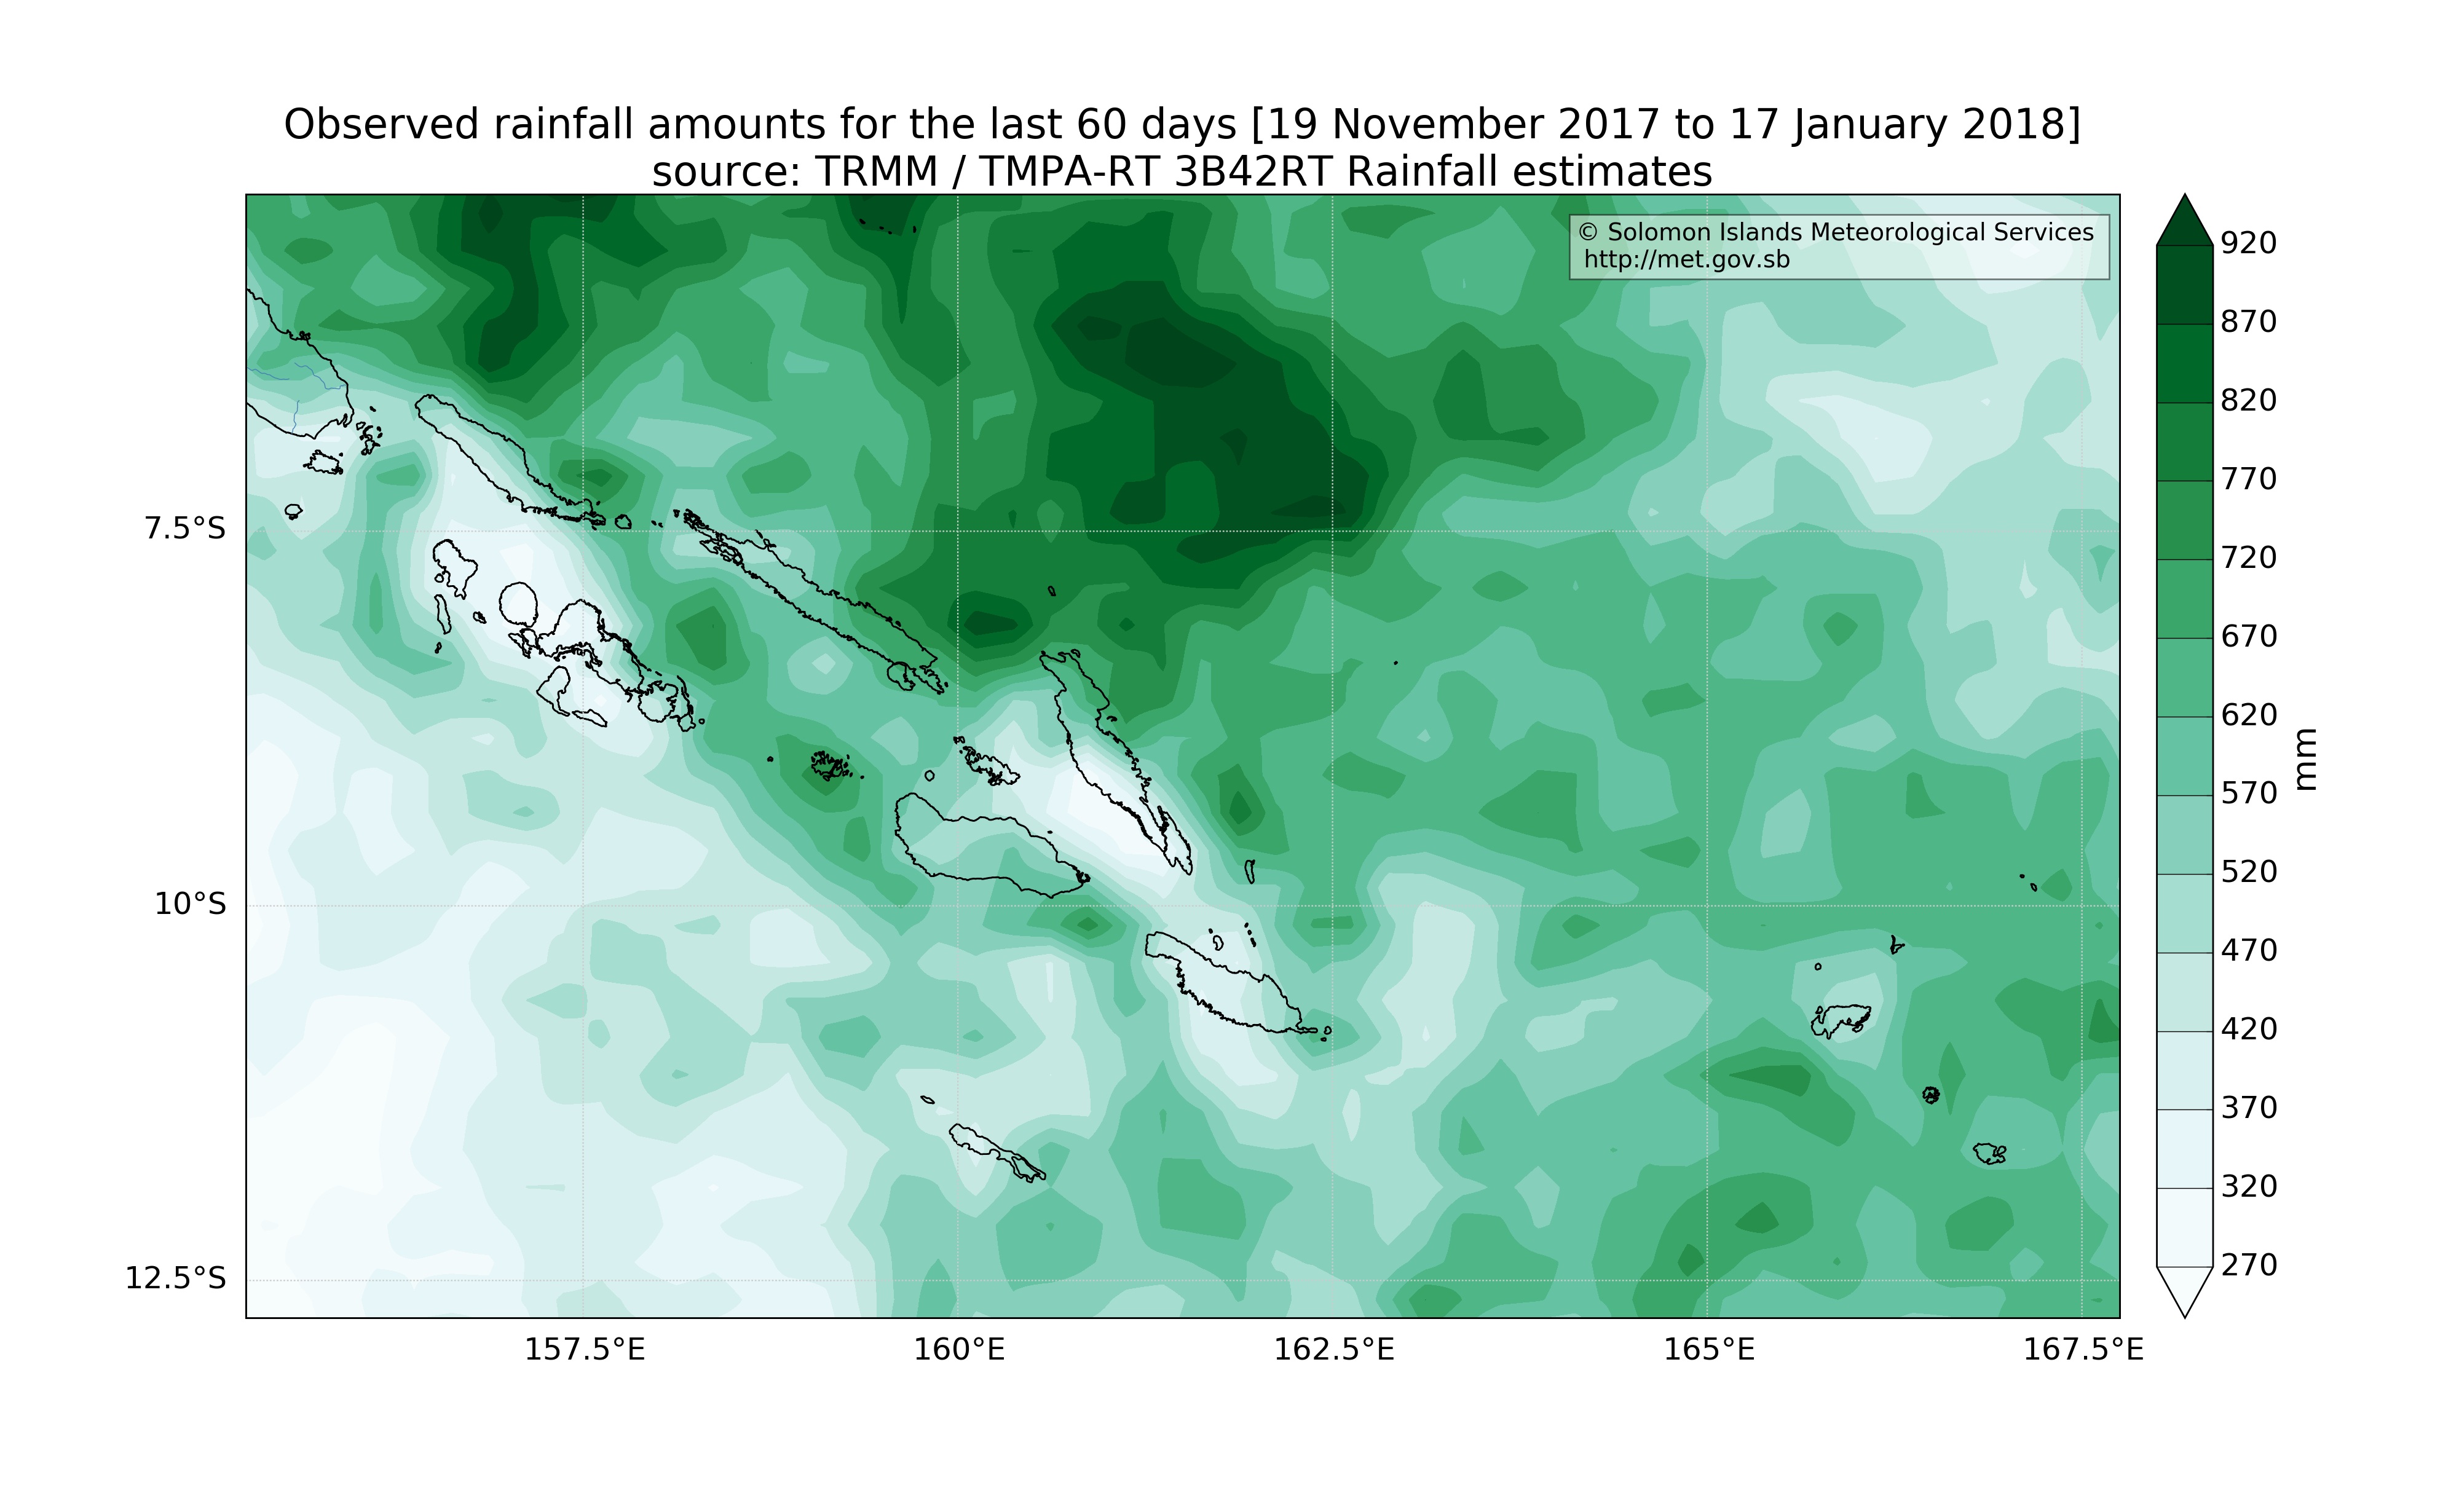 Observed rainfall amounts for the last 60 days [19 November 2017 to 17 January 2018]
source: TRMM / TMPA-RT 3B42RT Rainfall estimates
© Solomon Islands Meteorological Services
http://met.gov.sb
7.5°S
10°S
12.5°S
157.5°E
160°E
162.5°E
165°E
167.5°E
920
870
820
770
720
670
620
570
520
470
420
370
320
270
mm